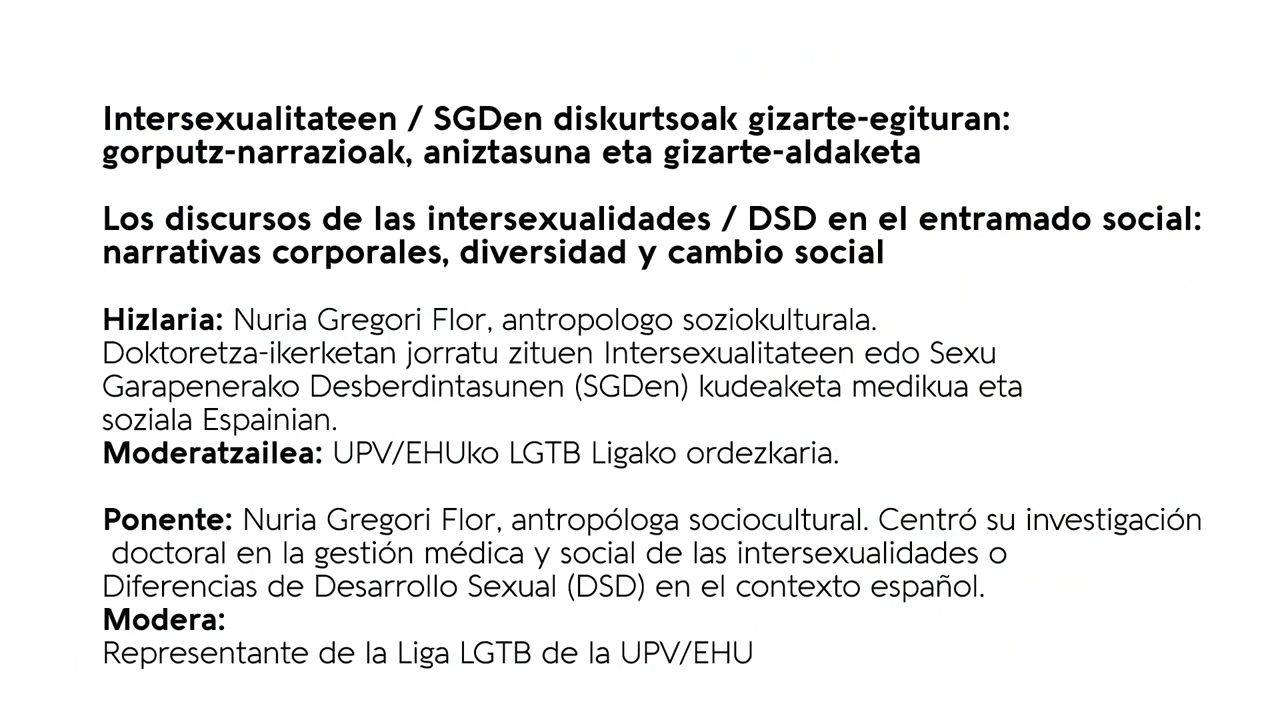 Intersexualitateen / SGDen diskurtsoak gizarte-egituran:
gorputz-narrazioak, aniztasuna eta gizarte-aldaketa
Los discursos de las intersexualidades / DSD en el entramado social:
narrativas corporales, diversidad y cambio social
Hizlaria: Nuria Gregori Flor, antropologo soziokulturala.
Doktoretza-ikerketan jorratu zituen Intersexualitateen edo Sexu
Garapenerako Desberdintasunen (SGDen) kudeaketa medikua eta
soziala Espainian.
Moderatzailea: UPV/EHUko LGTB Ligako ordezkaria.
Ponente: Nuria Gregori Flor, antropóloga sociocultural. Centró su investigación
doctoral en la gestión médica y social de las intersexualidades o
Diferencias de Desarrollo Sexual (DSD) en el contexto español.
Modera:
Representante de la Liga LGTB de la UPV/EHU